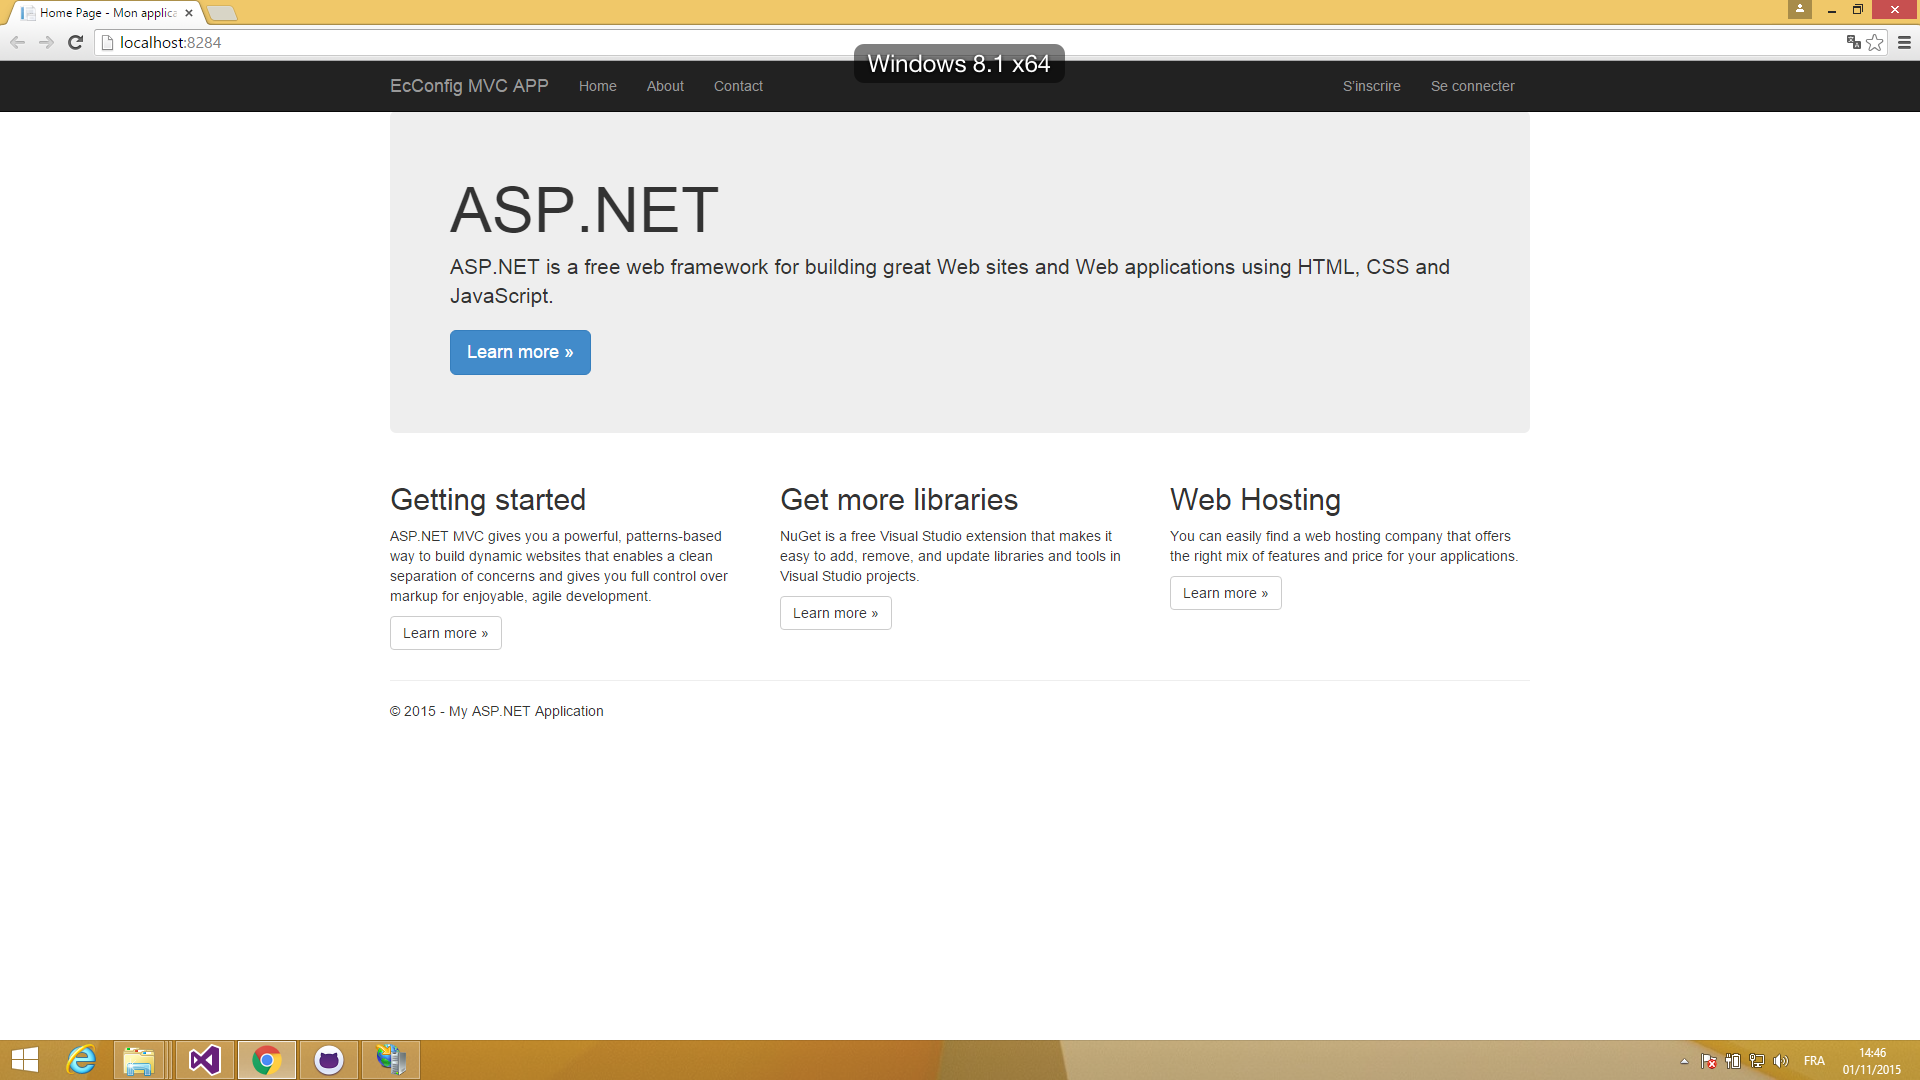 Home Page - Mon applica
localhost:8284
Windows 8.1 x64
EcConfig MVC APP Home About Contact S'inscrire Se connecter
ASP.NET
ASP.NET is a free web framework for building great Web sites and Web applications using HTML, CSS and
JavaScript.
Learn more »
Getting started
ASP.NET MVC gives you a powerful, patterns-based
way to build dynamic websites that enables a clean
separation of concerns and gives you full control over
markup for enjoyable, agile development.
Learn more »
Get more libraries
NuGet is a free Visual Studio extension that makes it
easy to add, remove, and update libraries and tools in
Visual Studio projects.
Learn more »
Web Hosting
You can easily find a web hosting company that offers
the right mix of features and price for your applications.
Learn more »
© 2015 - My ASP.NET Application
FRA
14:46
01/11/2015